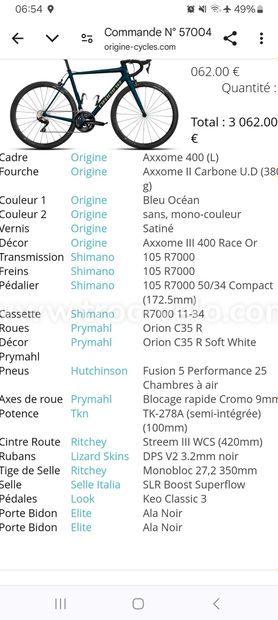 06:54
49%
Commande N° 57004
origine-cycles.com
062.00 €
Quantité :
Total : 3 062.00
€
Cadre Origine Axxome 400 (L)
Fourche Origine Axxome II Carbone U.D (380
g)
Couleur 1 Origine Bleu Océan
Couleur 2 Origine sans, mono-couleur
Vernis Origine Satiné
Décor Origine Axxome III 400 Race Or
Transmission Shimano 105 R7000
Freins Shimano 105 R7000
Pédalier Shimano 105 R7000 50/34 Compact
(172.5mm)
Cassette Shimano R7000 11-34
Roues Prymahl Orion C35 R
Décor Prymahl Orion C35 R Soft White
Prymahl
Pneus Hutchinson Fusion 5 Performance 25
Chambres à air
Axes de roue Prymahl Blocage rapide Cromo 9mm
Potence Tkn TK-278A (semi-intégrée)
(100mm)
Cintre Route Ritchey Streem III WCS (420mm)
Rubans Lizard Skins DPS V2 3.2mm noir
Tige de Selle Ritchey Monobloc 27,2 350mm
Selle Selle Italia SLR Boost Superflow
Pédales Look Keo Classic 3
Porte Bidon Elite Ala Noir
Porte Bidon Elite Ala Noir